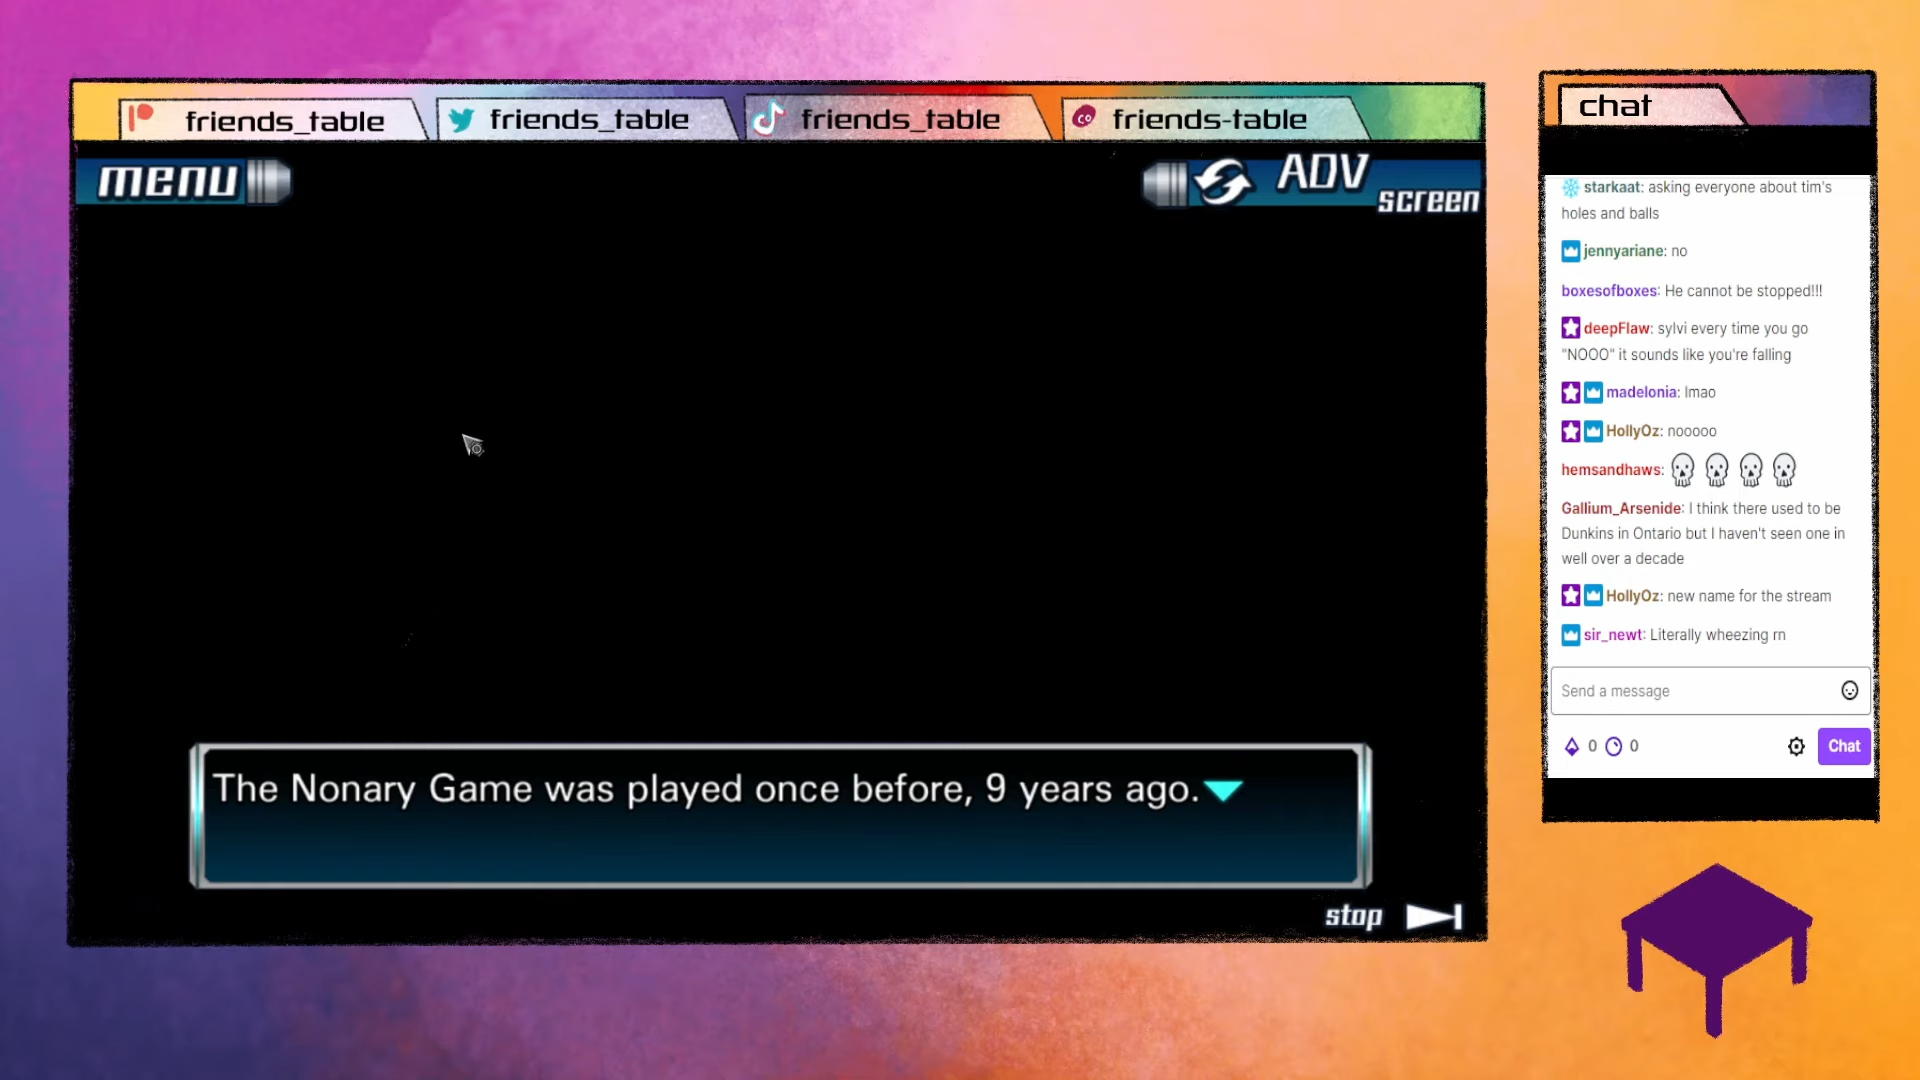 friends_table
friends_table
friends_table
friends-table
menu
ADV
screen
The Nonary Game was played once before, 9 years ago.
stop
chat
starkaat: asking everyone about tim's
holes and balls
jennyariane: no
boxesofboxes: He cannot be stopped!!!
deepFlaw: sylvi every time you go
"NOOO" it sounds like you're falling
madelonia: lmao
HollyOz: nooooo
hemsandhaws:
Gallium_Arsenide: I think there used to be
Dunkins in Ontario but I haven't seen one in
well over a decade
HollyOz: new name for the stream
sir_newt: Literally wheezing rn
Send a message
0 0
Chat